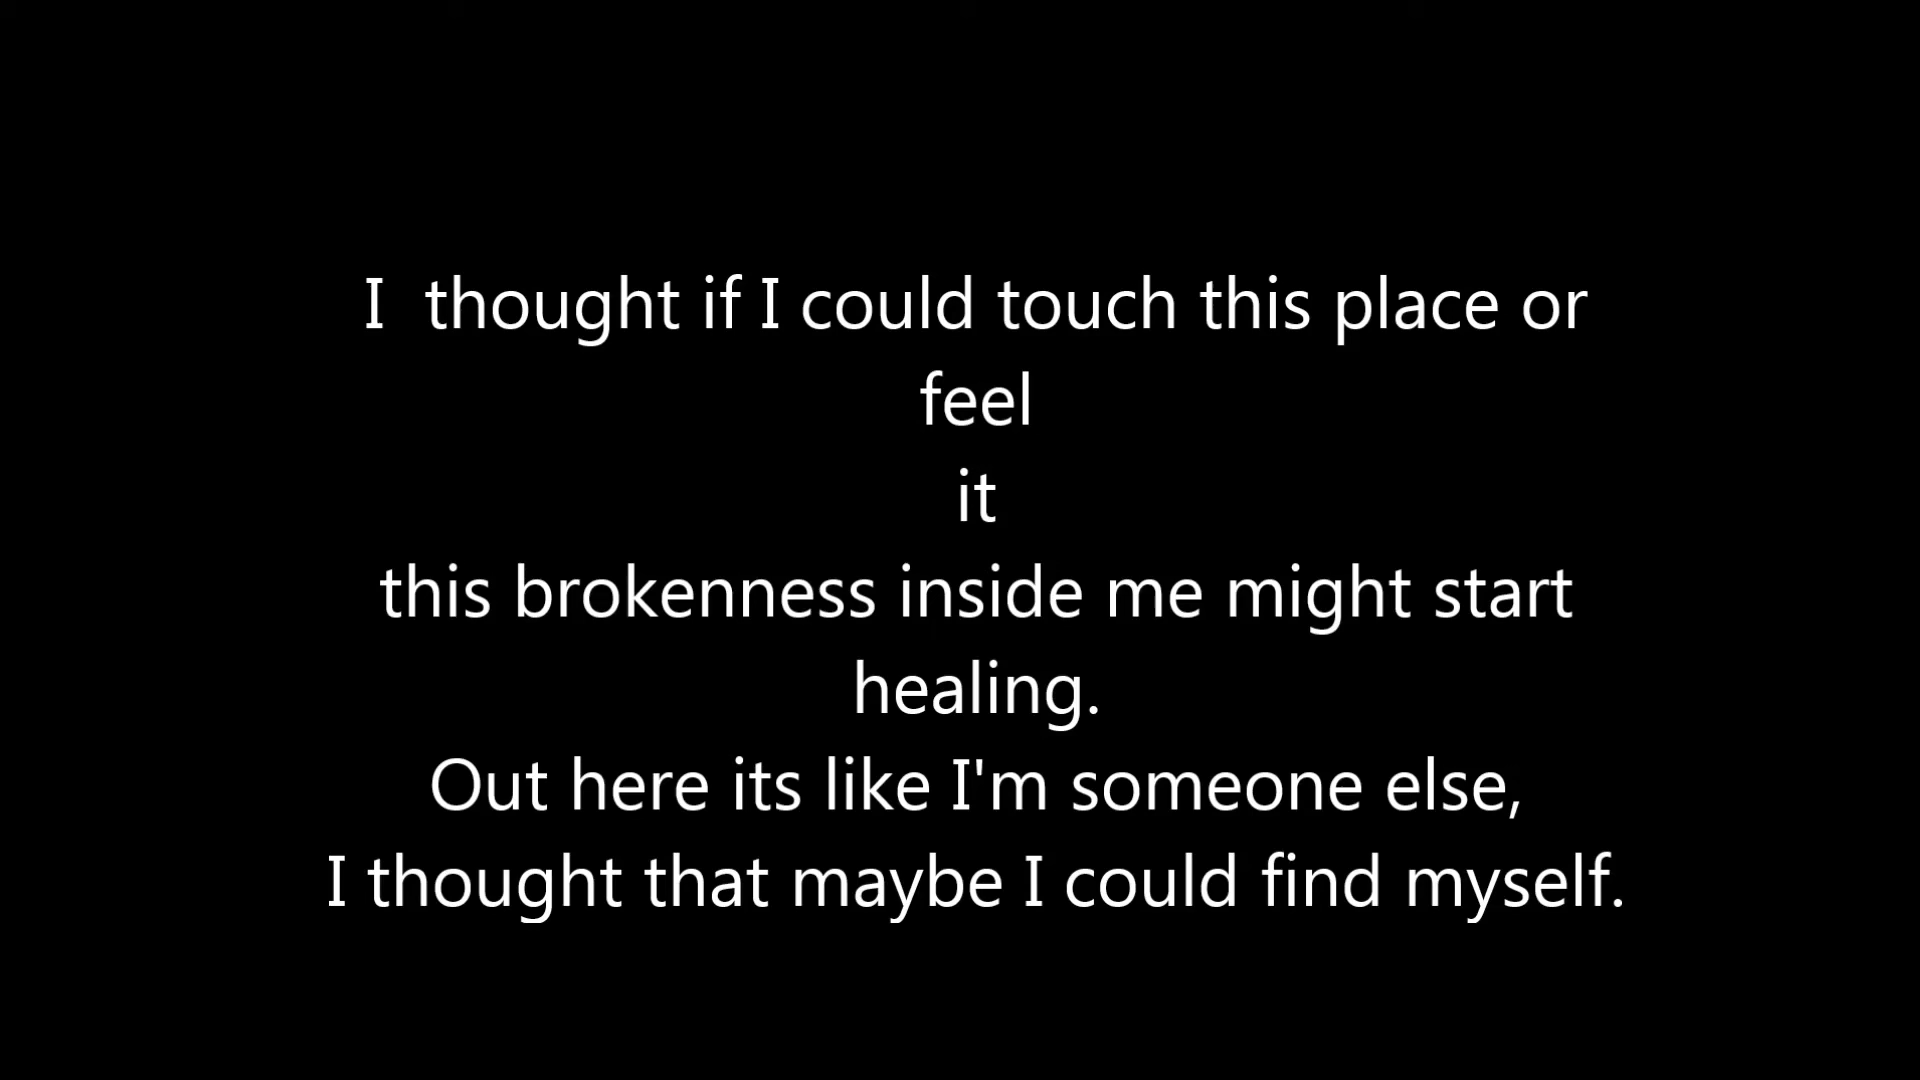 I  thought if I could touch this place or
feel
it
this brokenness inside me might start
healing.
Out here its like I'm someone else,
I thought that maybe I could find myself.